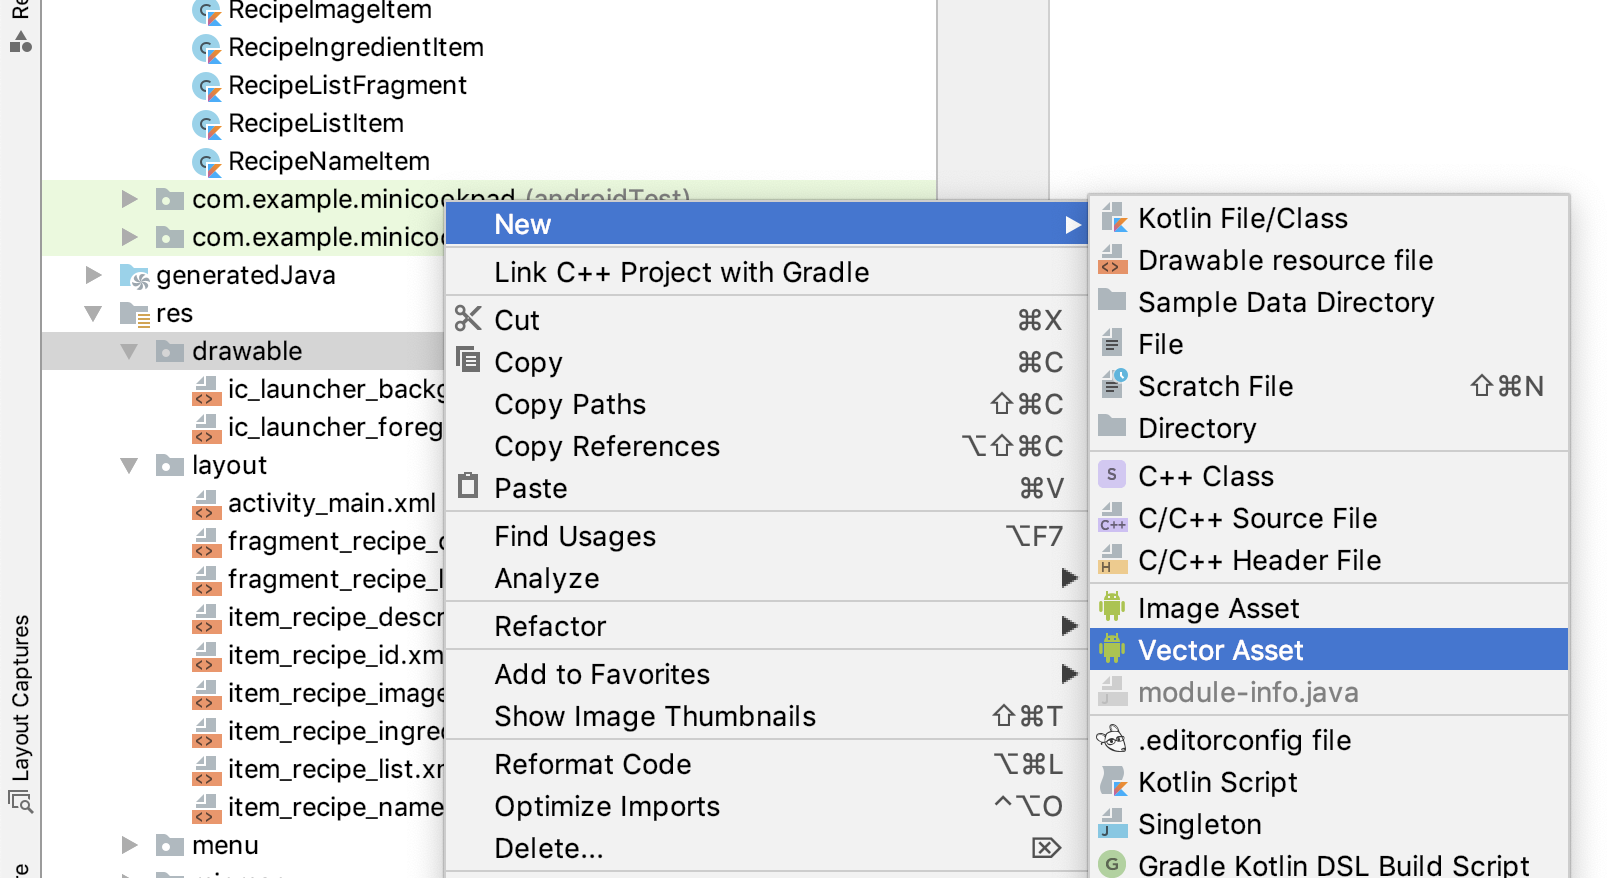 Re
RecipeImageItem
RecipeIngredientItem
RecipeListFragment
RecipeListItem
RecipeNameItem
com.example.minicookpad (androidTest)
com.example.minicoo
generatedJava
res
drawable
ic_launcher_backg
ic_launcher_foreg
layout
activity_main.xml
fragment_recipe_
fragment_recipe_l
item_recipe_descr
item_recipe_id.xm
item_recipe_image
item_recipe_ingre
item_recipe_list.xm
item_recipe_name
menu
Layout Captures
New
Link C++ Project with Gradle
Cut ⌘X
Copy ⌘C
Copy Paths ⇧⌘C
Copy References ⌥⇧⌘C
Paste ⌘V
Find Usages ⌥F7
Analyze
Refactor
Add to Favorites
Show Image Thumbnails ⇧⌘T
Reformat Code ⌥⌘L
Optimize Imports ^⌥O
Delete... ⌦
Kotlin File/Class
Drawable resource file
Sample Data Directory
File
Scratch File ⇧⌘N
Directory
C++ Class
C/C++ Source File
C/C++ Header File
Image Asset
Vector Asset
module-info.java
.editorconfig file
Kotlin Script
Singleton
Gradle Kotlin DSL Build Script